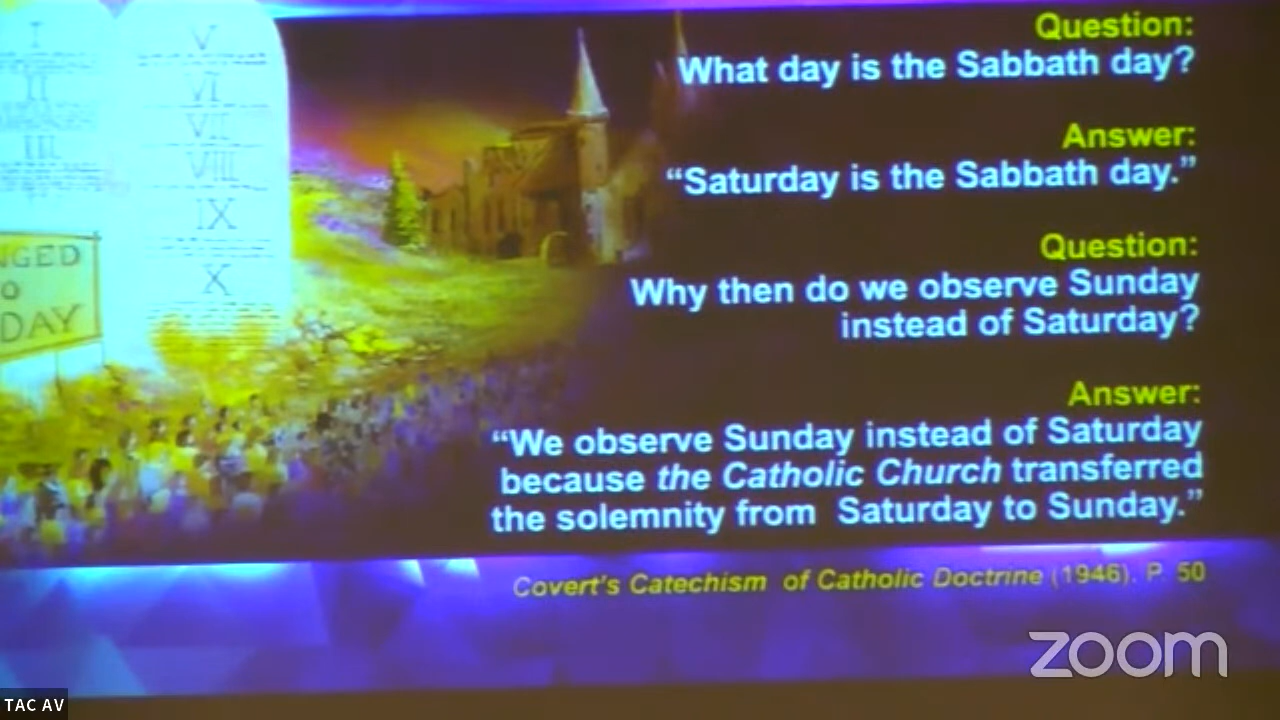 I
II
III
V
VI
VII
VIII
IX
X
NGED
O
DAY
Question:
What day is the Sabbath day?
Answer:
“Saturday is the Sabbath day.”
Question:
Why then do we observe Sunday
instead of Saturday?
Answer:
“We observe Sunday instead of Saturday
because the Catholic Church transferred
the solemnity from Saturday to Sunday.”
Covert's Catechism of Catholic Doctrine (1946). P. 50
zoom
TAC AV